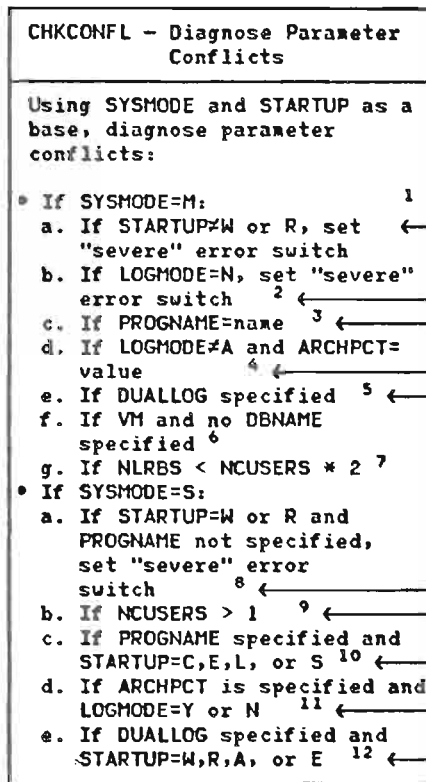 CHKCONFL - Diagnose Parameter
Conflicts
Using SYSMODE and STARTUP as a
base, diagnose parameter
conflicts:
• If SYSMODE=M: 1
a. If STARTUP≠W or R, set ←
"severe" error switch
b. If LOGMODE=N, set "severe"
error switch 2 ←
c. If PROGNAME=name 3 ←
d. If LOGMODE≠A and ARCHPCT=
value 4 ←
e. If DUALLOG specified 5 ←
f. If VM and no DBNAME
specified 6
g. If NLRBS < NCUSERS * 2 7
• If SYSMODE=S:
a. If STARTUP=W or R and
PROGNAME not specified,
set "severe" error
switch 8 ←
b. If NCUSERS > 1 9 ←
c. If PROGNAME specified and
STARTUP=C,E,L, or S 10 ←
d. If ARCHPCT is specified and
LOGMODE=Y or N 11 ←
e. If DUALLOG specified and
STARTUP=W,R,A, or E 12 ←